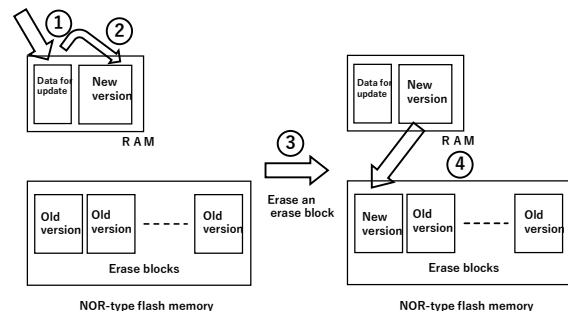 1
2
Data for
update
New
version
R A M
3
Erase an
erase block
Old
version
Old
version
Old
version
Erase blocks
NOR-type flash memory
Data for
update
New
version
R A M
4
New
version
Old
version
Old
version
Erase blocks
NOR-type flash memory